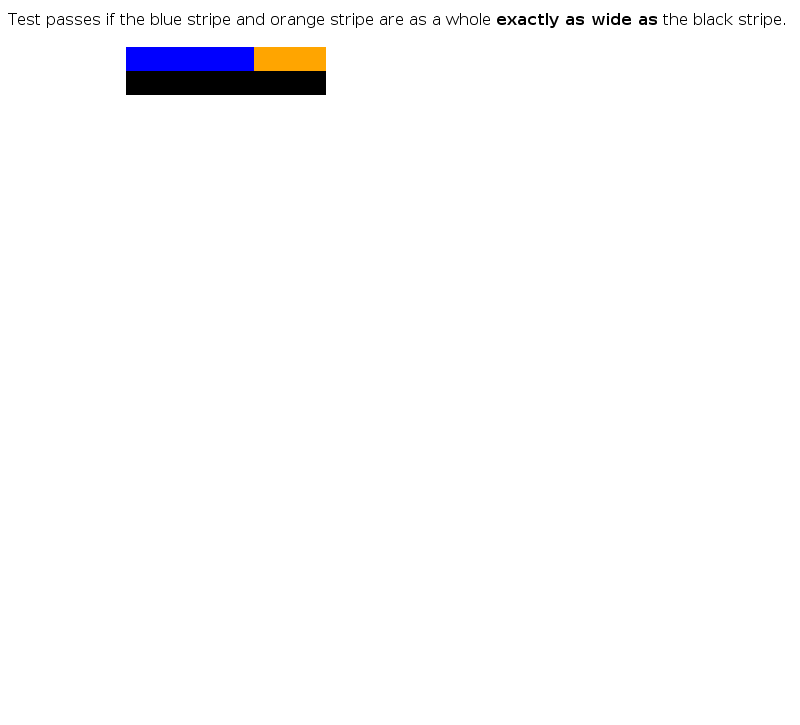 Test passes if the blue stripe and orange stripe are as a whole exactly as wide as the black stripe.